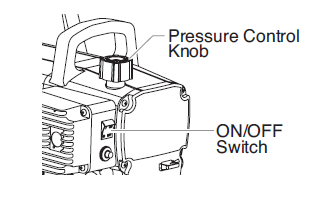 Pressure Control
Knob
ON/OFF
Switch